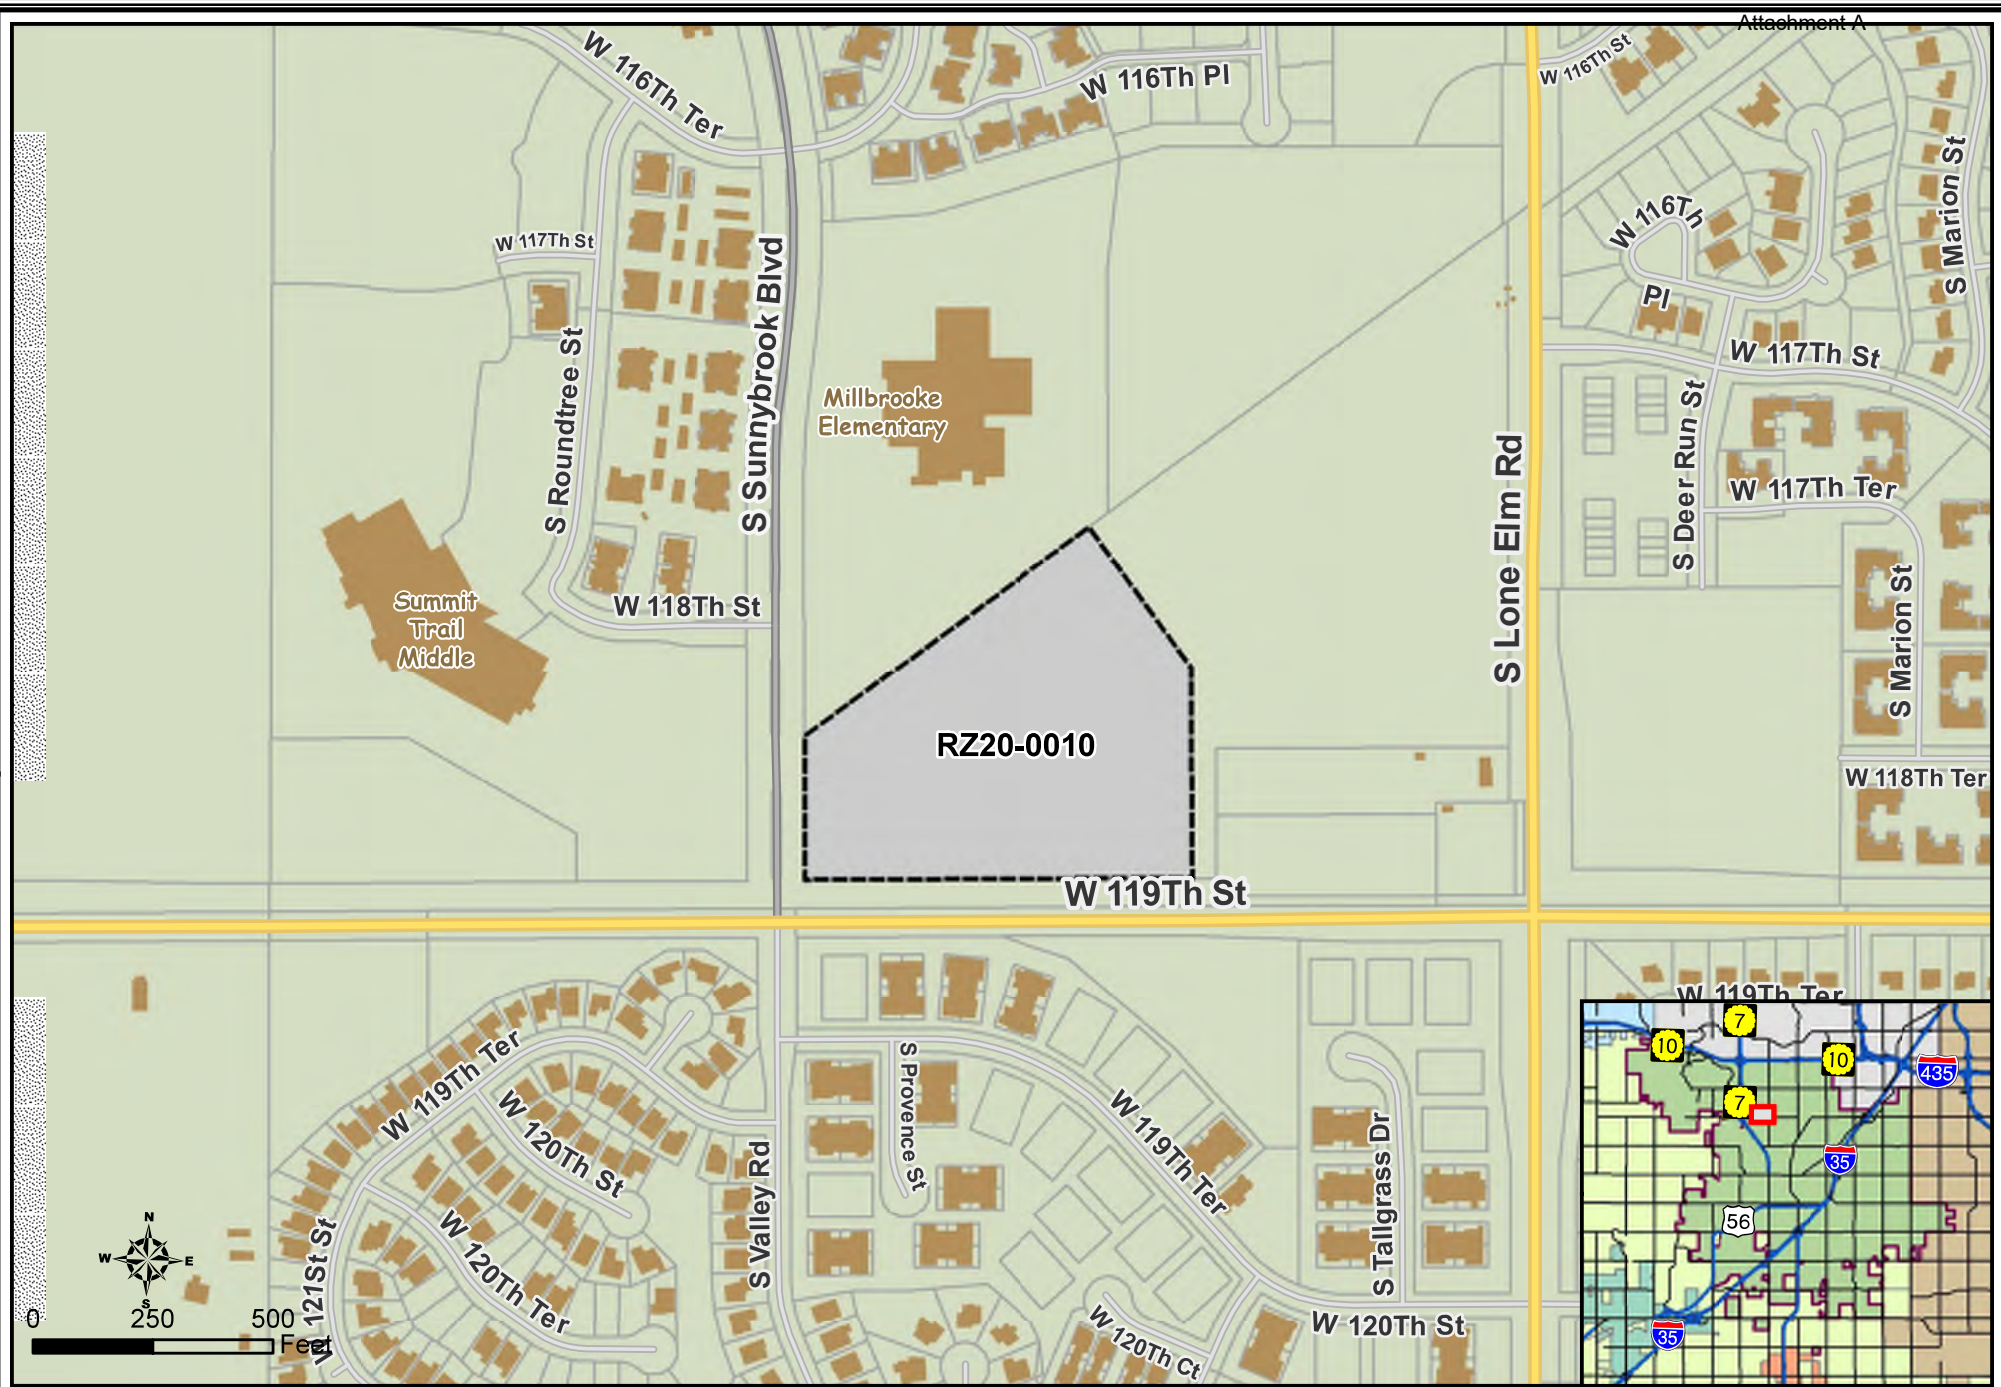 Attachment A
W 116Th Ter
W 116Th Pl
W 116Th St
S Marion St
W 116Th
Pl
W 117Th St
S Sunnybrook Blvd
S Roundtree St
Millbrooke
Elementary
W 117Th St
S Deer Run St
S Lone Elm Rd
W 117Th Ter
Summit
Trail
Middle
W 118Th St
S Marion St
RZ20-0010
W 118Th Ter
W 119Th St
W 119Th Ter
W 119Th Ter
S Provence St
W 119Th Ter
W 120Th St
S Valley Rd
S Tallgrass Dr
W 120Th Ter
W 121St St
W 120Th St
W 120Th Ct
N
W
E
S
0
250
500
Feet
7
10
10
435
7
35
56
35